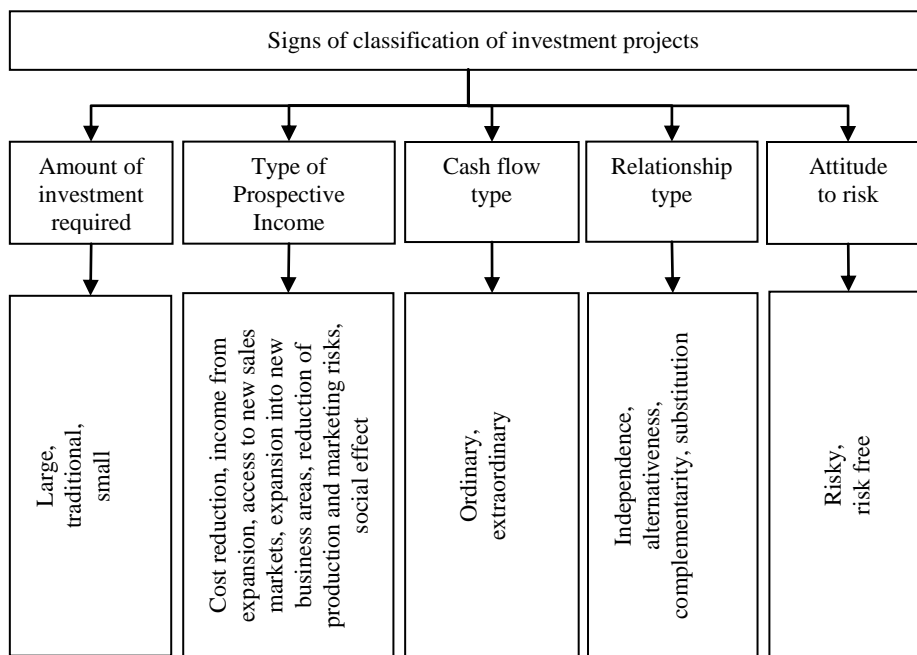 Signs of classification of investment projects
Amount of
investment
required
Type of
Prospective
Income
Cash flow
type
Relationship
type
Attitude
to risk
Large,
traditional,
small
Cost reduction, income from
expansion, access to new sales
markets, expansion into new
business areas, reduction of
production and marketing risks,
social effect
Ordinary,
extraordinary
Independence,
alternativeness,
complementarity, substitution
Risky,
risk free